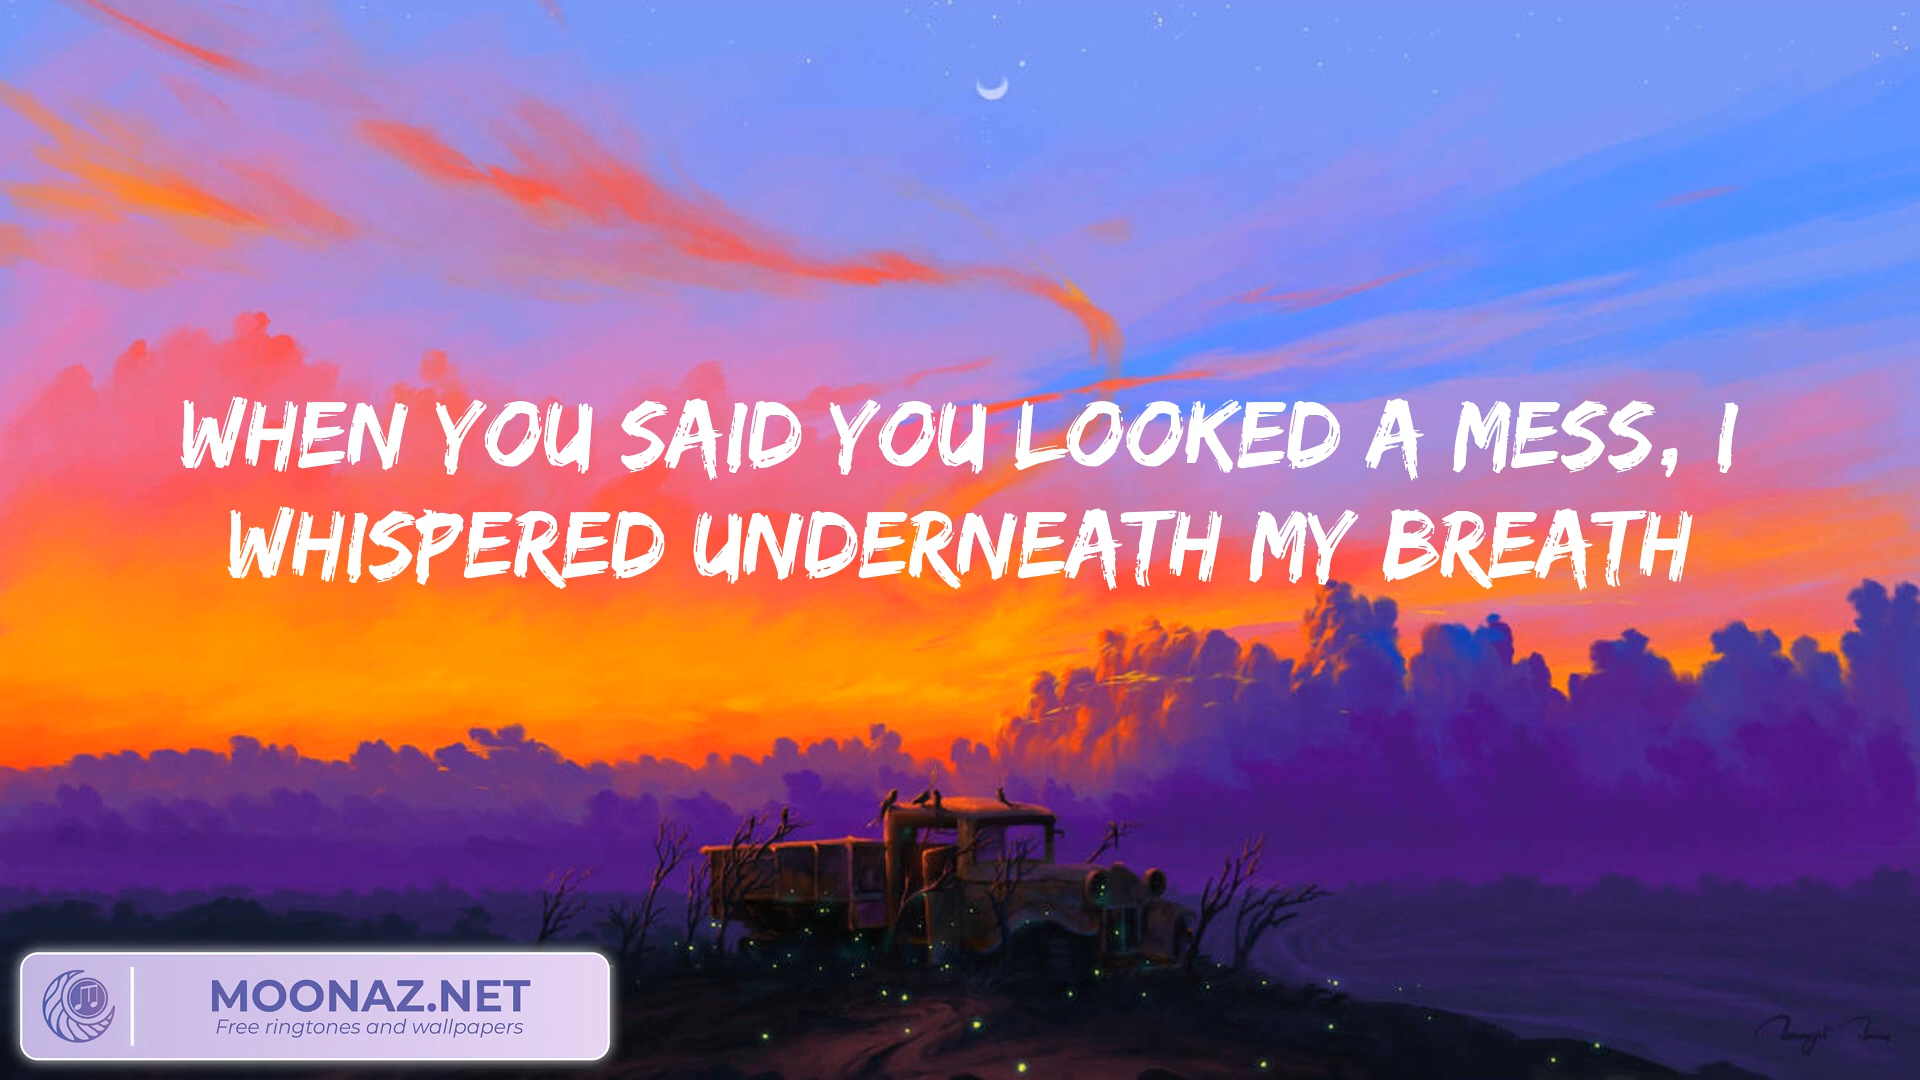 WHEN YOU SAID YOU LOOKED A MESS, I
WHISPERED UNDERNEATH MY BREATH
MOONAZ.NET
Free ringtones and wallpapers